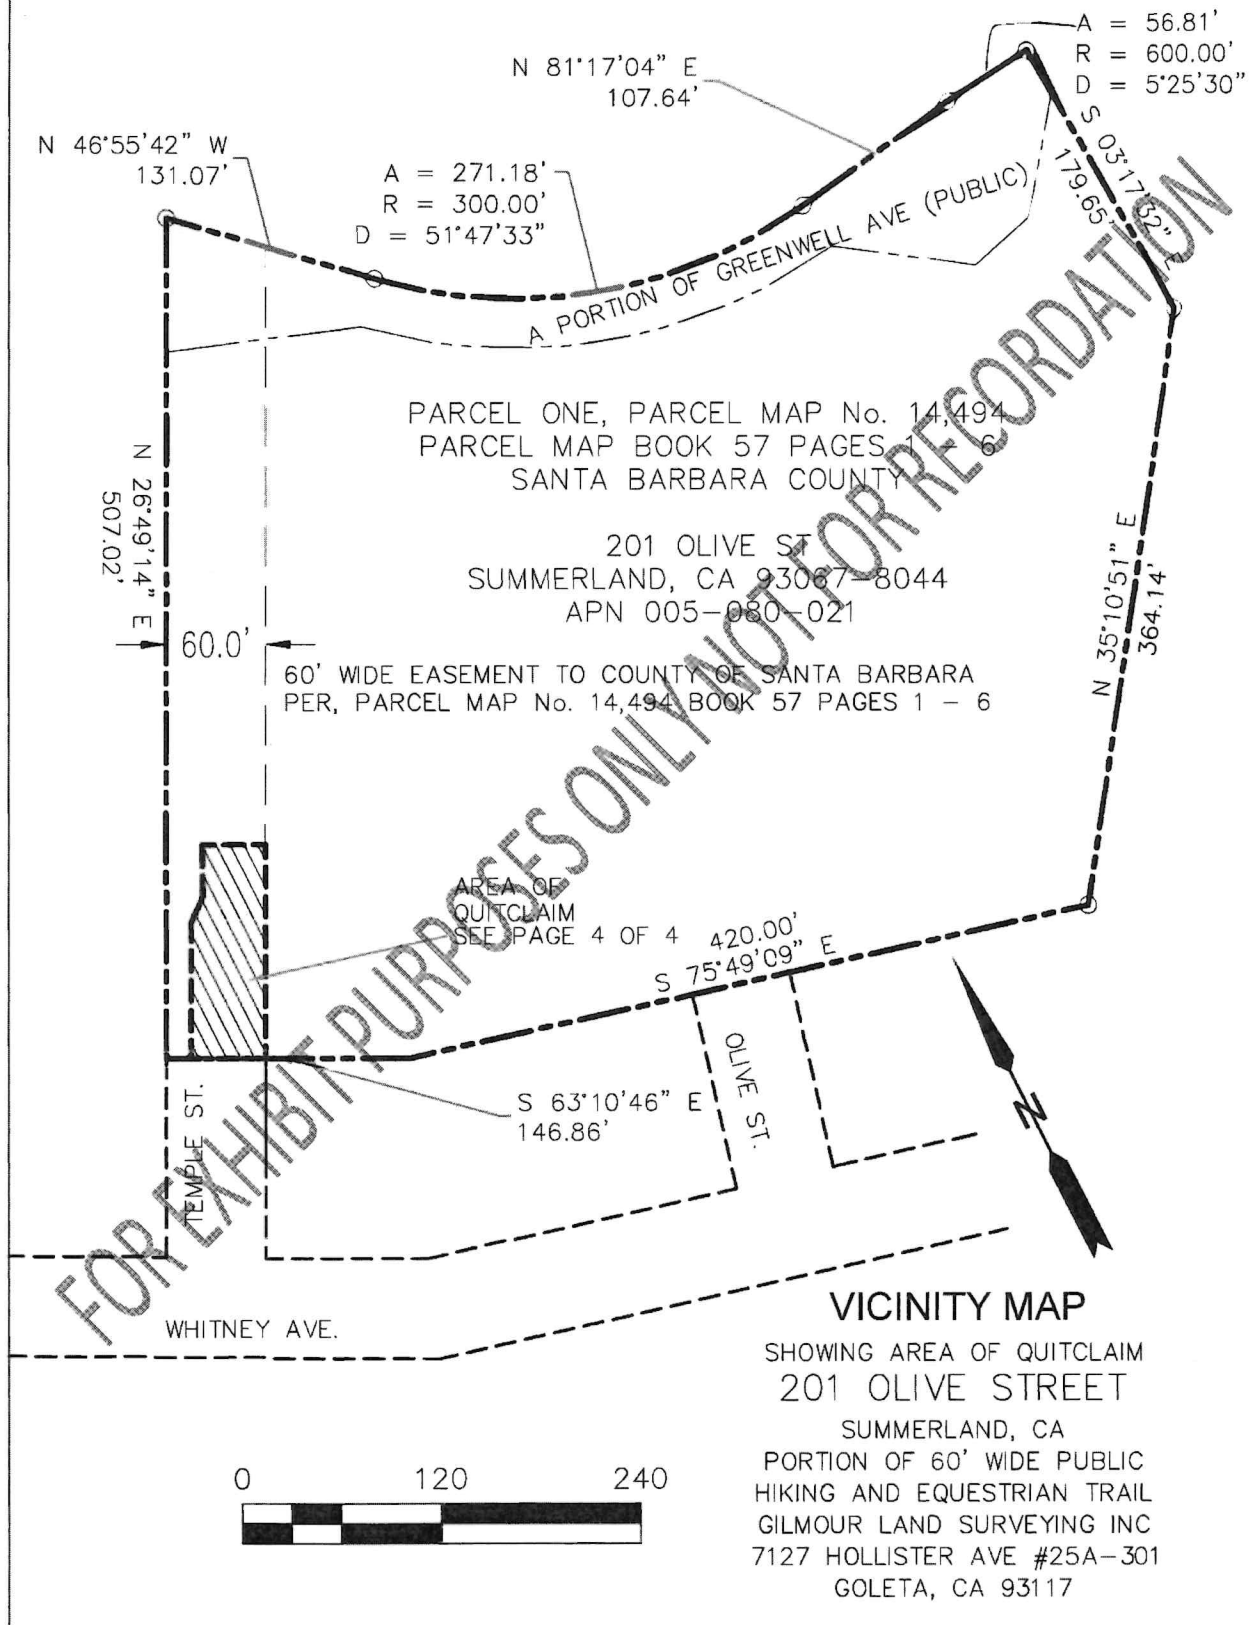 A = 56.81'
R = 600.00'
D = 5°25'30"
N 81°17'04" E
107.64'
N 46°55'42" W
131.07'
A = 271.18'
R = 300.00'
D = 51°47'33"
S 03°17'32" E
179.65'
A PORTION OF GREENWELL AVE (PUBLIC)
PARCEL ONE, PARCEL MAP No. 14,494
PARCEL MAP BOOK 57 PAGES 1 - 6
SANTA BARBARA COUNTY
N 26°49'14" E
507.02'
201 OLIVE ST
SUMMERLAND, CA 93067-8044
APN 005-080-021
N 35°10'51" E
364.14'
60.0'
60' WIDE EASEMENT TO COUNTY OF SANTA BARBARA
PER, PARCEL MAP No. 14,494 BOOK 57 PAGES 1 - 6
AREA OF
QUITCLAIM
SEE PAGE 4 OF 4
420.00'
S 75°49'09" E
OLIVE ST.
TEMPLE ST.
S 63°10'46" E
146.86'
N
WHITNEY AVE.
FOR EXHIBIT PURPOSES ONLY NOT FOR RECORDATION
VICINITY MAP
SHOWING AREA OF QUITCLAIM
201 OLIVE STREET
SUMMERLAND, CA
PORTION OF 60' WIDE PUBLIC
HIKING AND EQUESTRIAN TRAIL
GILMOUR LAND SURVEYING INC
7127 HOLLISTER AVE #25A-301
GOLETA, CA 93117
0 120 240